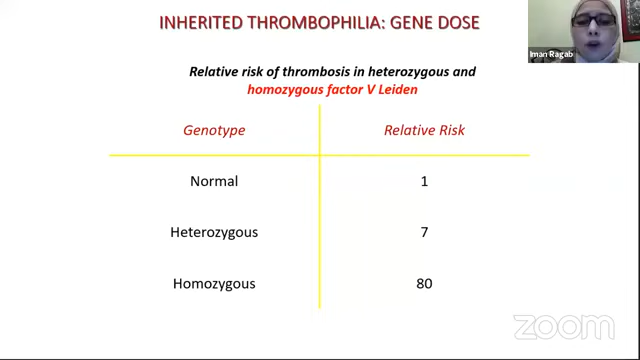 INHERITED THROMBOPHILIA: GENE DOSE
Iman Ragab
Relative risk of thrombosis in heterozygous and
homozygous factor V Leiden
Genotype Relative Risk
Normal 1
Heterozygous 7
Homozygous 80
zoom